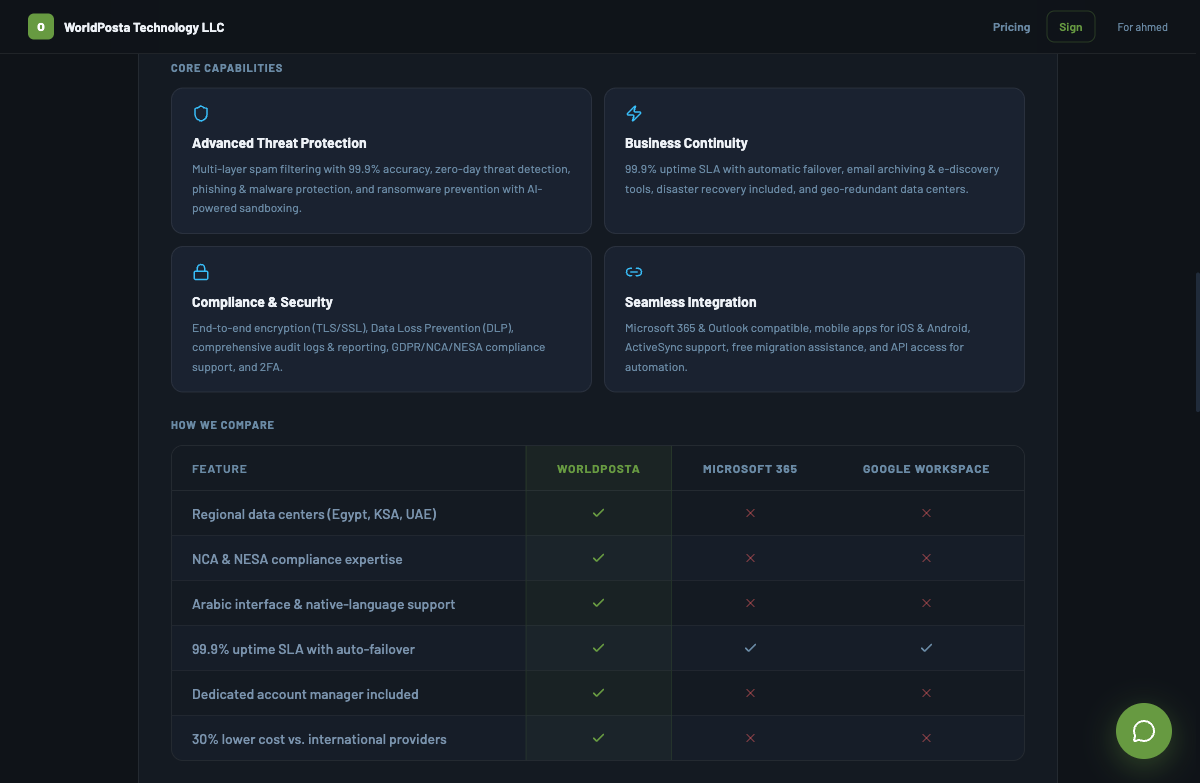 O WorldPosta Technology LLC Pricing Sign For ahmed
CORE CAPABILITIES
Advanced Threat Protection
Multi-layer spam filtering with 99.9% accuracy, zero-day threat detection,
phishing & malware protection, and ransomware prevention with AI-
powered sandboxing.
Business Continuity
99.9% uptime SLA with automatic failover, email archiving & e-discovery
tools, disaster recovery included, and geo-redundant data centers.
Compliance & Security
End-to-end encryption (TLS/SSL), Data Loss Prevention (DLP),
comprehensive audit logs & reporting, GDPR/NCA/NESA compliance
support, and 2FA.
Seamless Integration
Microsoft 365 & Outlook compatible, mobile apps for iOS & Android,
ActiveSync support, free migration assistance, and API access for
automation.
HOW WE COMPARE
FEATURE WORLDPOSTA MICROSOFT 365 GOOGLE WORKSPACE
Regional data centers (Egypt, KSA, UAE)
NCA & NESA compliance expertise
Arabic interface & native-language support
99.9% uptime SLA with auto-failover
Dedicated account manager included
30% lower cost vs. international providers